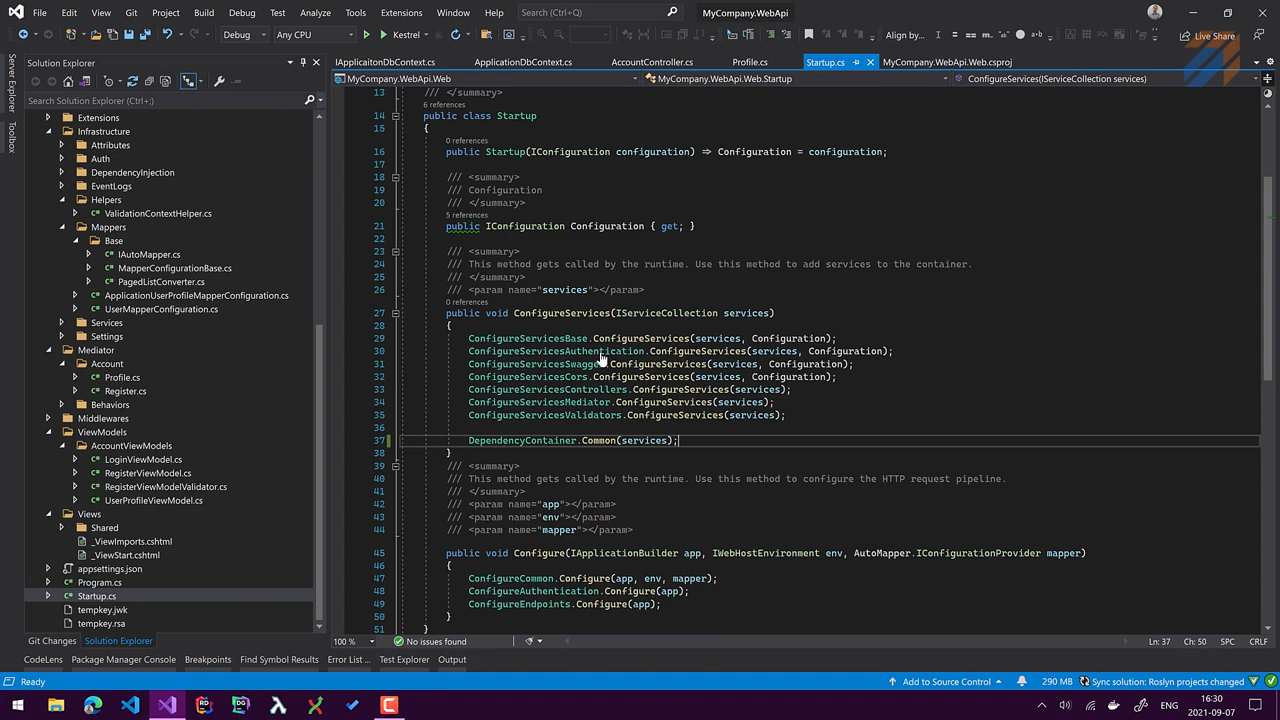 File Edit View Git Project Build Debug Test Analyze Tools Extensions Window Help Search (Ctrl+Q) MyCompany.WebApi
Debug Any CPU Kestrel Align by... Live Share
Server Explorer
Toolbox
Solution Explorer
Search Solution Explorer (Ctrl+;)
Extensions
Infrastructure
Attributes
Auth
DependencyInjection
EventLogs
Helpers
ValidationContextHelper.cs
Mappers
Base
IAutoMapper.cs
MapperConfigurationBase.cs
PagedListConverter.cs
ApplicationUserProfileMapperConfiguration.cs
UserMapperConfiguration.cs
Services
Settings
Mediator
Account
Profile.cs
Register.cs
Behaviors
Middlewares
ViewModels
AccountViewModels
LoginViewModel.cs
RegisterViewModel.cs
RegisterViewModelValidator.cs
UserProfileViewModel.cs
Views
Shared
_ViewImports.cshtml
_ViewStart.cshtml
appsettings.json
Program.cs
Startup.cs
tempkey.jwk
tempkey.rsa
Git Changes Solution Explorer
IApplicaitonDbContext.cs ApplicationDbContext.cs AccountController.cs Profile.cs Startup.cs MyCompany.WebApi.Web.csproj
MyCompany.WebApi.Web MyCompany.WebApi.Web.Startup ConfigureServices(IServiceCollection services)
13 /// </summary>
6 references
14 public class Startup
15 {
0 references
16 public Startup(IConfiguration configuration) => Configuration = configuration;
17
18 /// <summary>
19 /// Configuration
20 /// </summary>
5 references
21 public IConfiguration Configuration { get; }
22
23 /// <summary>
24 /// This method gets called by the runtime. Use this method to add services to the container.
25 /// </summary>
26 /// <param name="services"></param>
0 references
27 public void ConfigureServices(IServiceCollection services)
28 {
29 ConfigureServicesBase.ConfigureServices(services, Configuration);
30 ConfigureServicesAuthentication.ConfigureServices(services, Configuration);
31 ConfigureServicesSwagger.ConfigureServices(services, Configuration);
32 ConfigureServicesCors.ConfigureServices(services, Configuration);
33 ConfigureServicesControllers.ConfigureServices(services);
34 ConfigureServicesMediator.ConfigureServices(services);
35 ConfigureServicesValidators.ConfigureServices(services);
36
37 DependencyContainer.Common(services);
38 }
39 /// <summary>
40 /// This method gets called by the runtime. Use this method to configure the HTTP request pipeline.
41 /// </summary>
42 /// <param name="app"></param>
43 /// <param name="env"></param>
44 /// <param name="mapper"></param>
0 references
45 public void Configure(IApplicationBuilder app, IWebHostEnvironment env, AutoMapper.IConfigurationProvider mapper)
46 {
47 ConfigureCommon.Configure(app, env, mapper);
48 ConfigureAuthentication.Configure(app);
49 ConfigureEndpoints.Configure(app);
50 }
51 }
100 % No issues found Ln: 37 Ch: 50 SPC CRLF
CodeLens Package Manager Console Breakpoints Find Symbol Results Error List ... Test Explorer Output
Ready Add to Source Control 290 MB Sync solution: Roslyn projects changed
ENG 16:30
2021-09-07